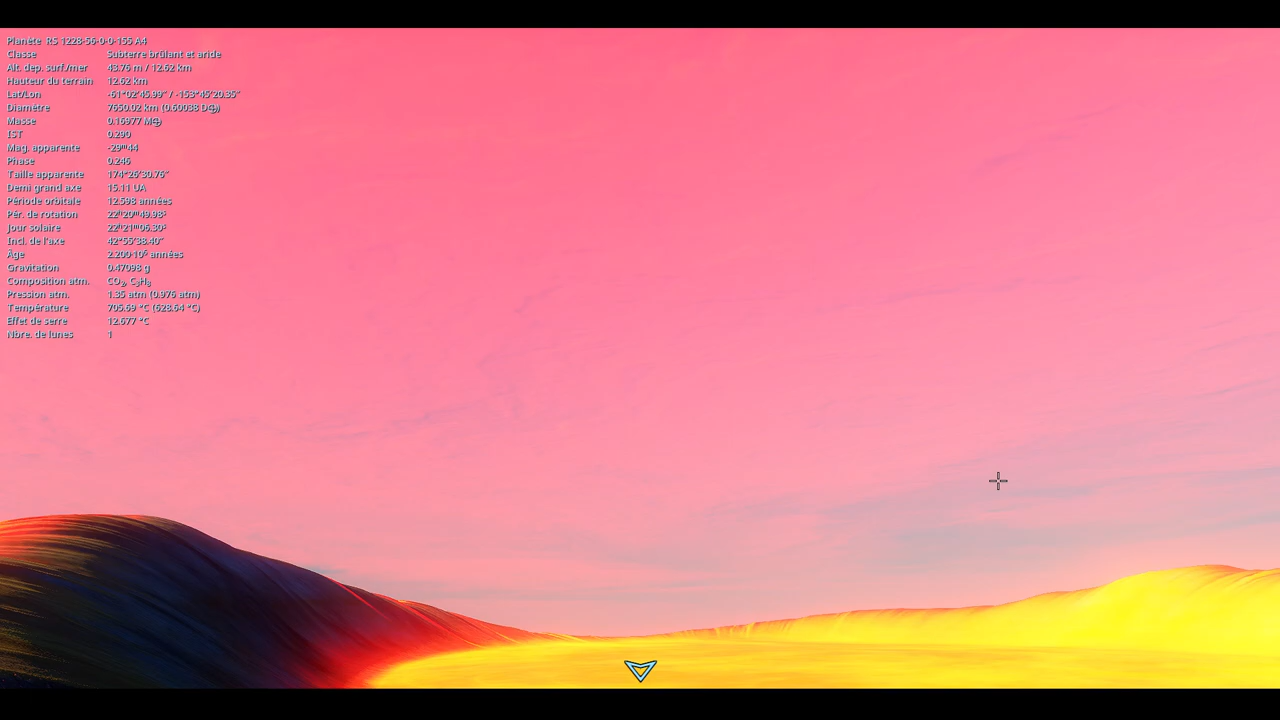 Planète RS 1228-56-0-0-155 A4
Classe Subterre brûlant et aride
Alt. dep. surf./mer 43.76 m / 12.62 km
Hauteur du terrain 12.62 km
Lat/Lon -61°02'45.99" / -153°45'20.35"
Diamètre 7650.02 km (0.60038 D⊕)
Masse 0.16977 M⊕
IST 0.290
Mag. apparente -29ᵐ44
Phase 0.246
Taille apparente 174°26'30.76"
Demi grand axe 15.11 UA
Période orbitale 12.598 années
Pér. de rotation 22ʰ20ᵐ49.98ˢ
Jour solaire 22ʰ21ᵐ06.30ˢ
Incl. de l'axe 42°55'38.40"
Âge 2.200·10⁶ années
Gravitation 0.47098 g
Composition atm. CO₂, C₃H₈
Pression atm. 1.35 atm (0.976 atm)
Température 705.69 °C (628.64 °C)
Effet de serre 12.677 °C
Nbre. de lunes 1